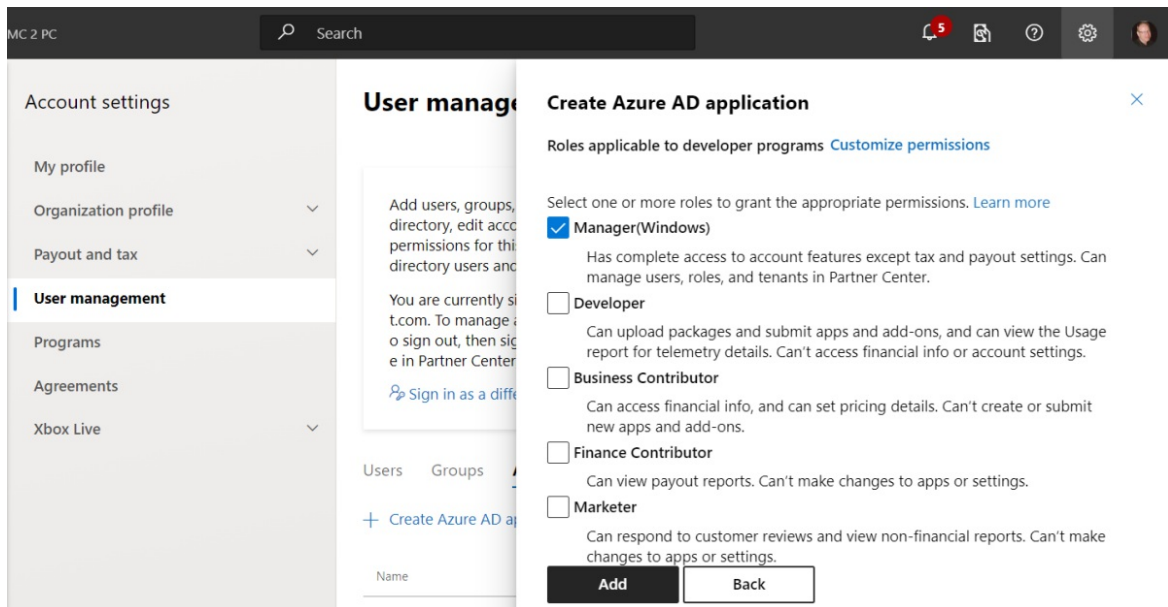 MC 2 PC
Search
5
Account settings
My profile
Organization profile
Payout and tax
User management
Programs
Agreements
Xbox Live
User manage
Add users, groups,
directory, edit acco
permissions for thi
directory users and
You are currently si
t.com. To manage a
o sign out, then sig
e in Partner Center
Sign in as a diffe
Users Groups A
+ Create Azure AD ap
Name
Create Azure AD application
Roles applicable to developer programs Customize permissions
Select one or more roles to grant the appropriate permissions. Learn more
Manager(Windows)
Has complete access to account features except tax and payout settings. Can
manage users, roles, and tenants in Partner Center.
Developer
Can upload packages and submit apps and add-ons, and can view the Usage
report for telemetry details. Can't access financial info or account settings.
Business Contributor
Can access financial info, and can set pricing details. Can't create or submit
new apps and add-ons.
Finance Contributor
Can view payout reports. Can't make changes to apps or settings.
Marketer
Can respond to customer reviews and view non-financial reports. Can't make
changes to apps or settings.
Add
Back